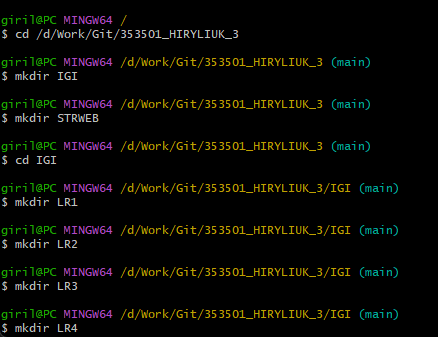 giril@PC MINGW64 /
$ cd /d/Work/Git/353501_HIRYLIUK_3
giril@PC MINGW64 /d/Work/Git/353501_HIRYLIUK_3 (main)
$ mkdir IGI
giril@PC MINGW64 /d/Work/Git/353501_HIRYLIUK_3 (main)
$ mkdir STRWEB
giril@PC MINGW64 /d/Work/Git/353501_HIRYLIUK_3 (main)
$ cd IGI
giril@PC MINGW64 /d/Work/Git/353501_HIRYLIUK_3/IGI (main)
$ mkdir LR1
giril@PC MINGW64 /d/Work/Git/353501_HIRYLIUK_3/IGI (main)
$ mkdir LR2
giril@PC MINGW64 /d/Work/Git/353501_HIRYLIUK_3/IGI (main)
$ mkdir LR3
giril@PC MINGW64 /d/Work/Git/353501_HIRYLIUK_3/IGI (main)
$ mkdir LR4